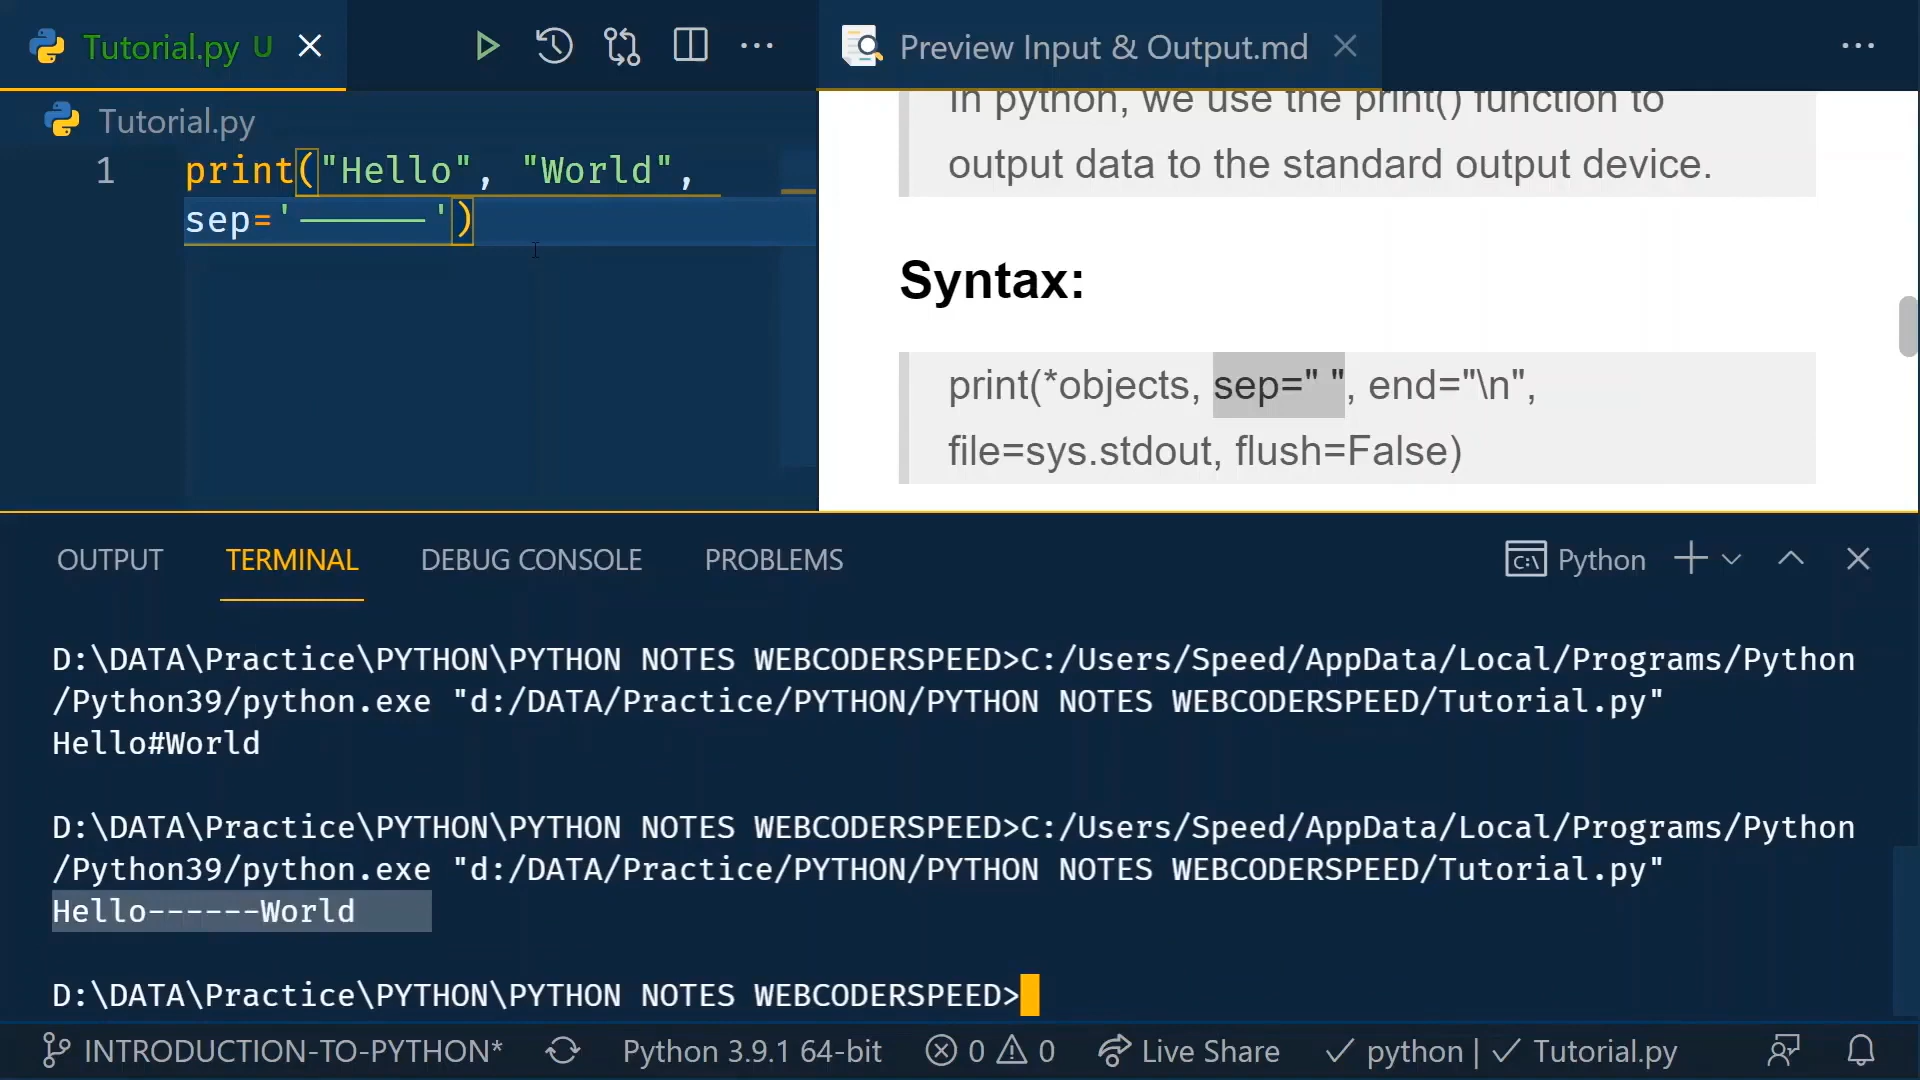 Tutorial.py U
Preview Input & Output.md
Tutorial.py
1 print("Hello", "World",
sep='------')
In python, we use the print() function to
output data to the standard output device.
Syntax:
print(*objects, sep=" ", end="\n",
file=sys.stdout, flush=False)
OUTPUT TERMINAL DEBUG CONSOLE PROBLEMS
Python
D:\DATA\Practice\PYTHON\PYTHON NOTES WEBCODERSPEED>C:/Users/Speed/AppData/Local/Programs/Python
/Python39/python.exe "d:/DATA/Practice/PYTHON/PYTHON NOTES WEBCODERSPEED/Tutorial.py"
Hello#World
D:\DATA\Practice\PYTHON\PYTHON NOTES WEBCODERSPEED>C:/Users/Speed/AppData/Local/Programs/Python
/Python39/python.exe "d:/DATA/Practice/PYTHON/PYTHON NOTES WEBCODERSPEED/Tutorial.py"
Hello------World
D:\DATA\Practice\PYTHON\PYTHON NOTES WEBCODERSPEED>
INTRODUCTION-TO-PYTHON* Python 3.9.1 64-bit 0 0 Live Share python | Tutorial.py